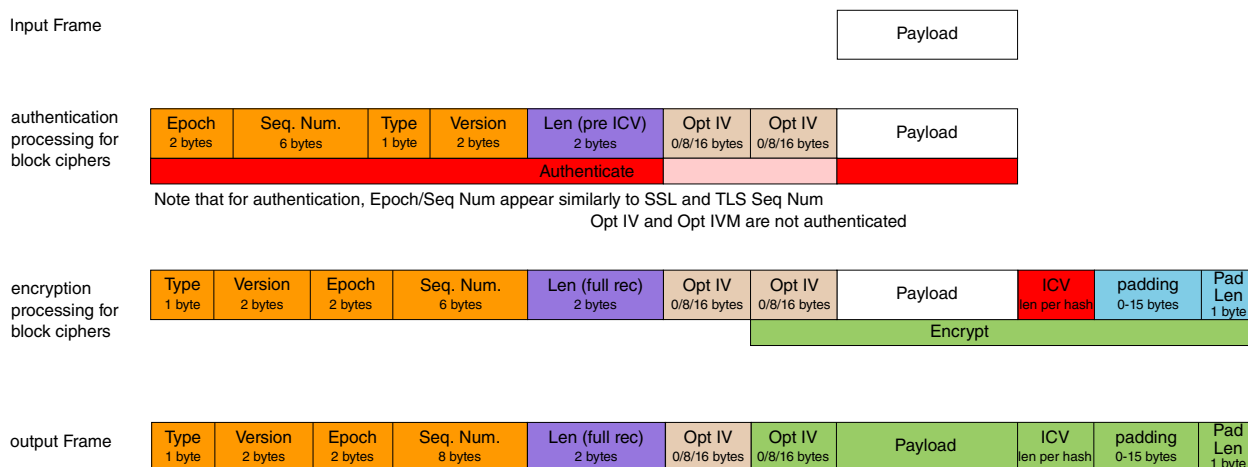 Input Frame
Payload
authentication
processing for
block ciphers
Epoch
2 bytes
Seq. Num.
6 bytes
Type
1 byte
Version
2 bytes
Len (pre ICV)
2 bytes
Opt IV
0/8/16 bytes
Opt IV
0/8/16 bytes
Payload
Authenticate
Note that for authentication, Epoch/Seq Num appear similarly to SSL and TLS Seq Num
Opt IV and Opt IVM are not authenticated
encryption
processing for
block ciphers
Type
1 byte
Version
2 bytes
Epoch
2 bytes
Seq. Num.
6 bytes
Len (full rec)
2 bytes
Opt IV
0/8/16 bytes
Opt IV
0/8/16 bytes
Payload
ICV
len per hash
padding
0-15 bytes
Pad
Len
1 byte
Encrypt
output Frame
Type
1 byte
Version
2 bytes
Epoch
2 bytes
Seq. Num.
8 bytes
Len (full rec)
2 bytes
Opt IV
0/8/16 bytes
Opt IV
0/8/16 bytes
Payload
ICV
len per hash
padding
0-15 bytes
Pad
Len
1 byte